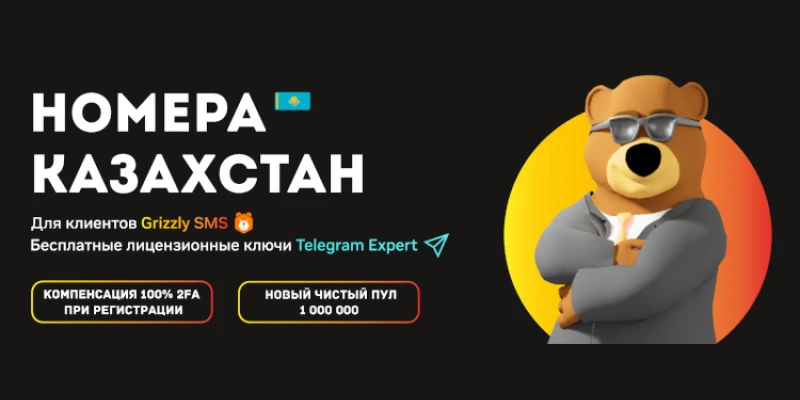 НОМЕРА
КАЗАХСТАН
Для клиентов Grizzly SMS
Бесплатные лицензионные ключи Telegram Expert
КОМПЕНСАЦИЯ 100% 2FA
ПРИ РЕГИСТРАЦИИ
НОВЫЙ ЧИСТЫЙ ПУЛ
1 000 000